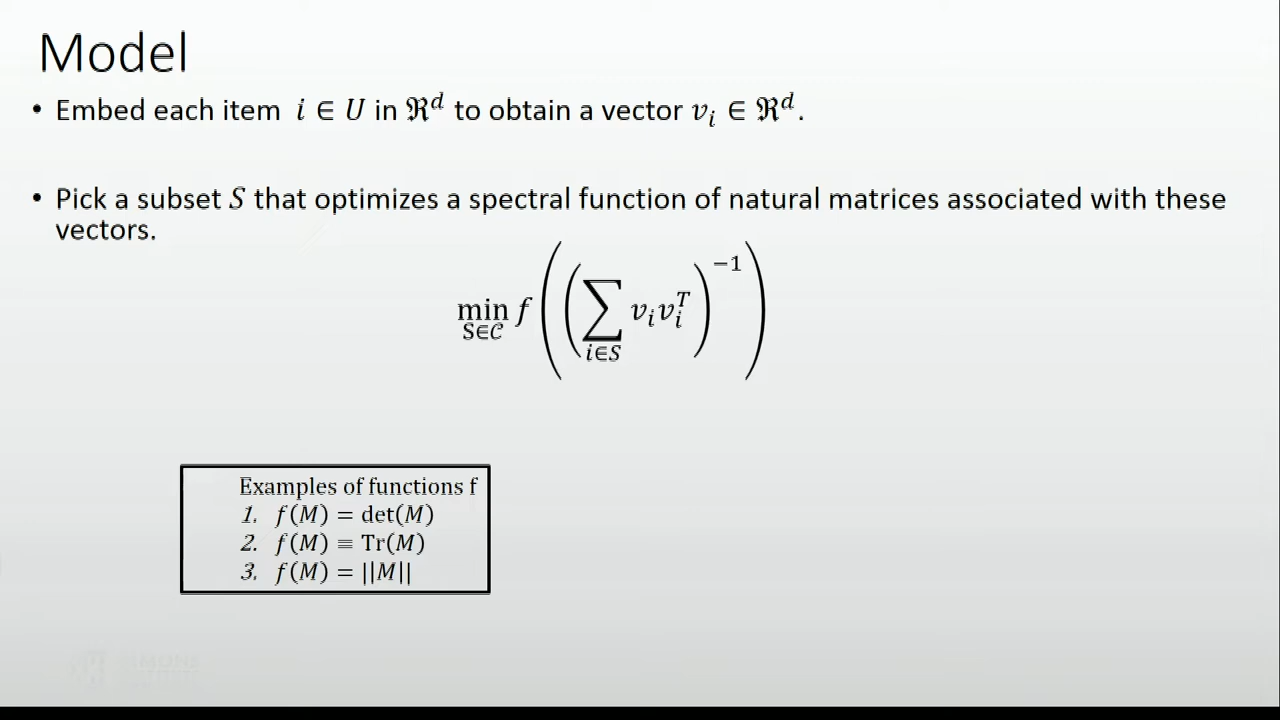 Model
• Embed each item i ∈ U in ℜ^d to obtain a vector v_i ∈ ℜ^d.
• Pick a subset S that optimizes a spectral function of natural matrices associated with these
vectors.
min_{S∈𝒞} f((∑_{i∈S} v_i v_i^T)^{−1})
Examples of functions f
1. f(M) = det(M)
2. f(M) ≡ Tr(M)
3. f(M) = ||M||